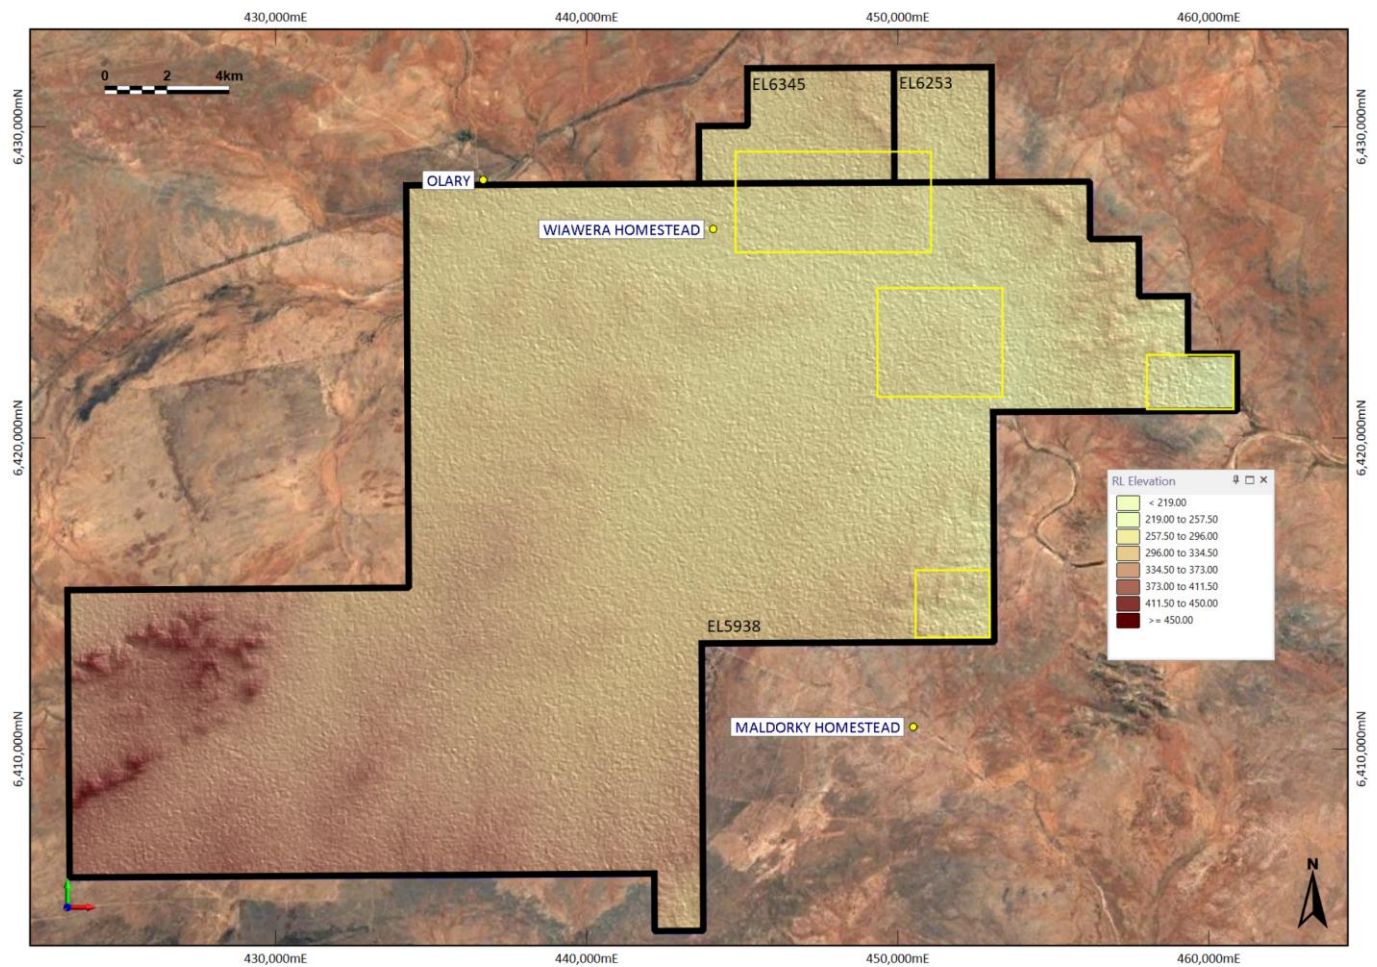 430,000mE
440,000mE
450,000mE
460,000mE
0 2 4km
6,430,000mN
6,430,000mN
EL6345
EL6253
OLARY
WIAWERA HOMESTEAD
6,420,000mN
6,420,000mN
RL Elevation
< 219.00
219.00 to 257.50
257.50 to 296.00
296.00 to 334.50
334.50 to 373.00
373.00 to 411.50
411.50 to 450.00
>= 450.00
EL5938
MALDORKY HOMESTEAD
6,410,000mN
6,410,000mN
N
430,000mE
440,000mE
450,000mE
460,000mE